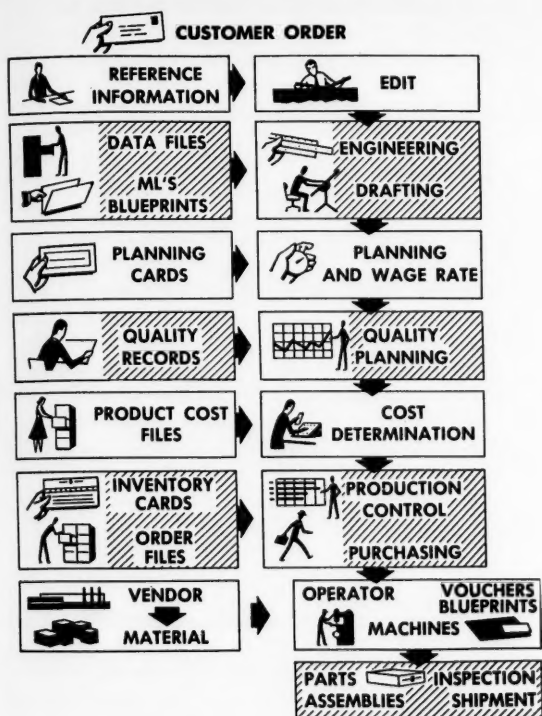 CUSTOMER ORDER
REFERENCE
INFORMATION
EDIT
DATA FILES
ML'S
BLUEPRINTS
ENGINEERING
DRAFTING
PLANNING
CARDS
PLANNING
AND WAGE RATE
QUALITY
RECORDS
QUALITY
PLANNING
PRODUCT COST
FILES
COST
DETERMINATION
INVENTORY
CARDS
ORDER
FILES
PRODUCTION
CONTROL
PURCHASING
VENDOR
MATERIAL
OPERATOR
VOUCHERS
BLUEPRINTS
MACHINES
PARTS
ASSEMBLIES
INSPECTION
SHIPMENT